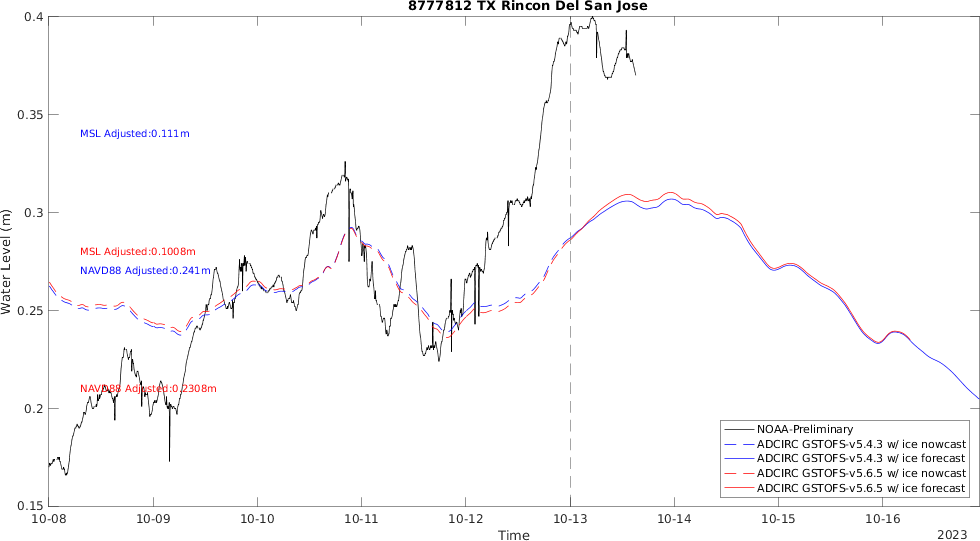 8777812 TX Rincon Del San Jose
0.4
0.35
0.3
0.25
0.2
0.15
Water Level (m)
MSL Adjusted:0.111m
MSL Adjusted:0.1008m
NAVD88 Adjusted:0.241m
NAVD88 Adjusted:0.2308m
NOAA-Preliminary
ADCIRC GSTOFS-v5.4.3 w/ ice nowcast
ADCIRC GSTOFS-v5.4.3 w/ ice forecast
ADCIRC GSTOFS-v5.6.5 w/ ice nowcast
ADCIRC GSTOFS-v5.6.5 w/ ice forecast
10-08 10-09 10-10 10-11 10-12 10-13 10-14 10-15 10-16
Time
2023